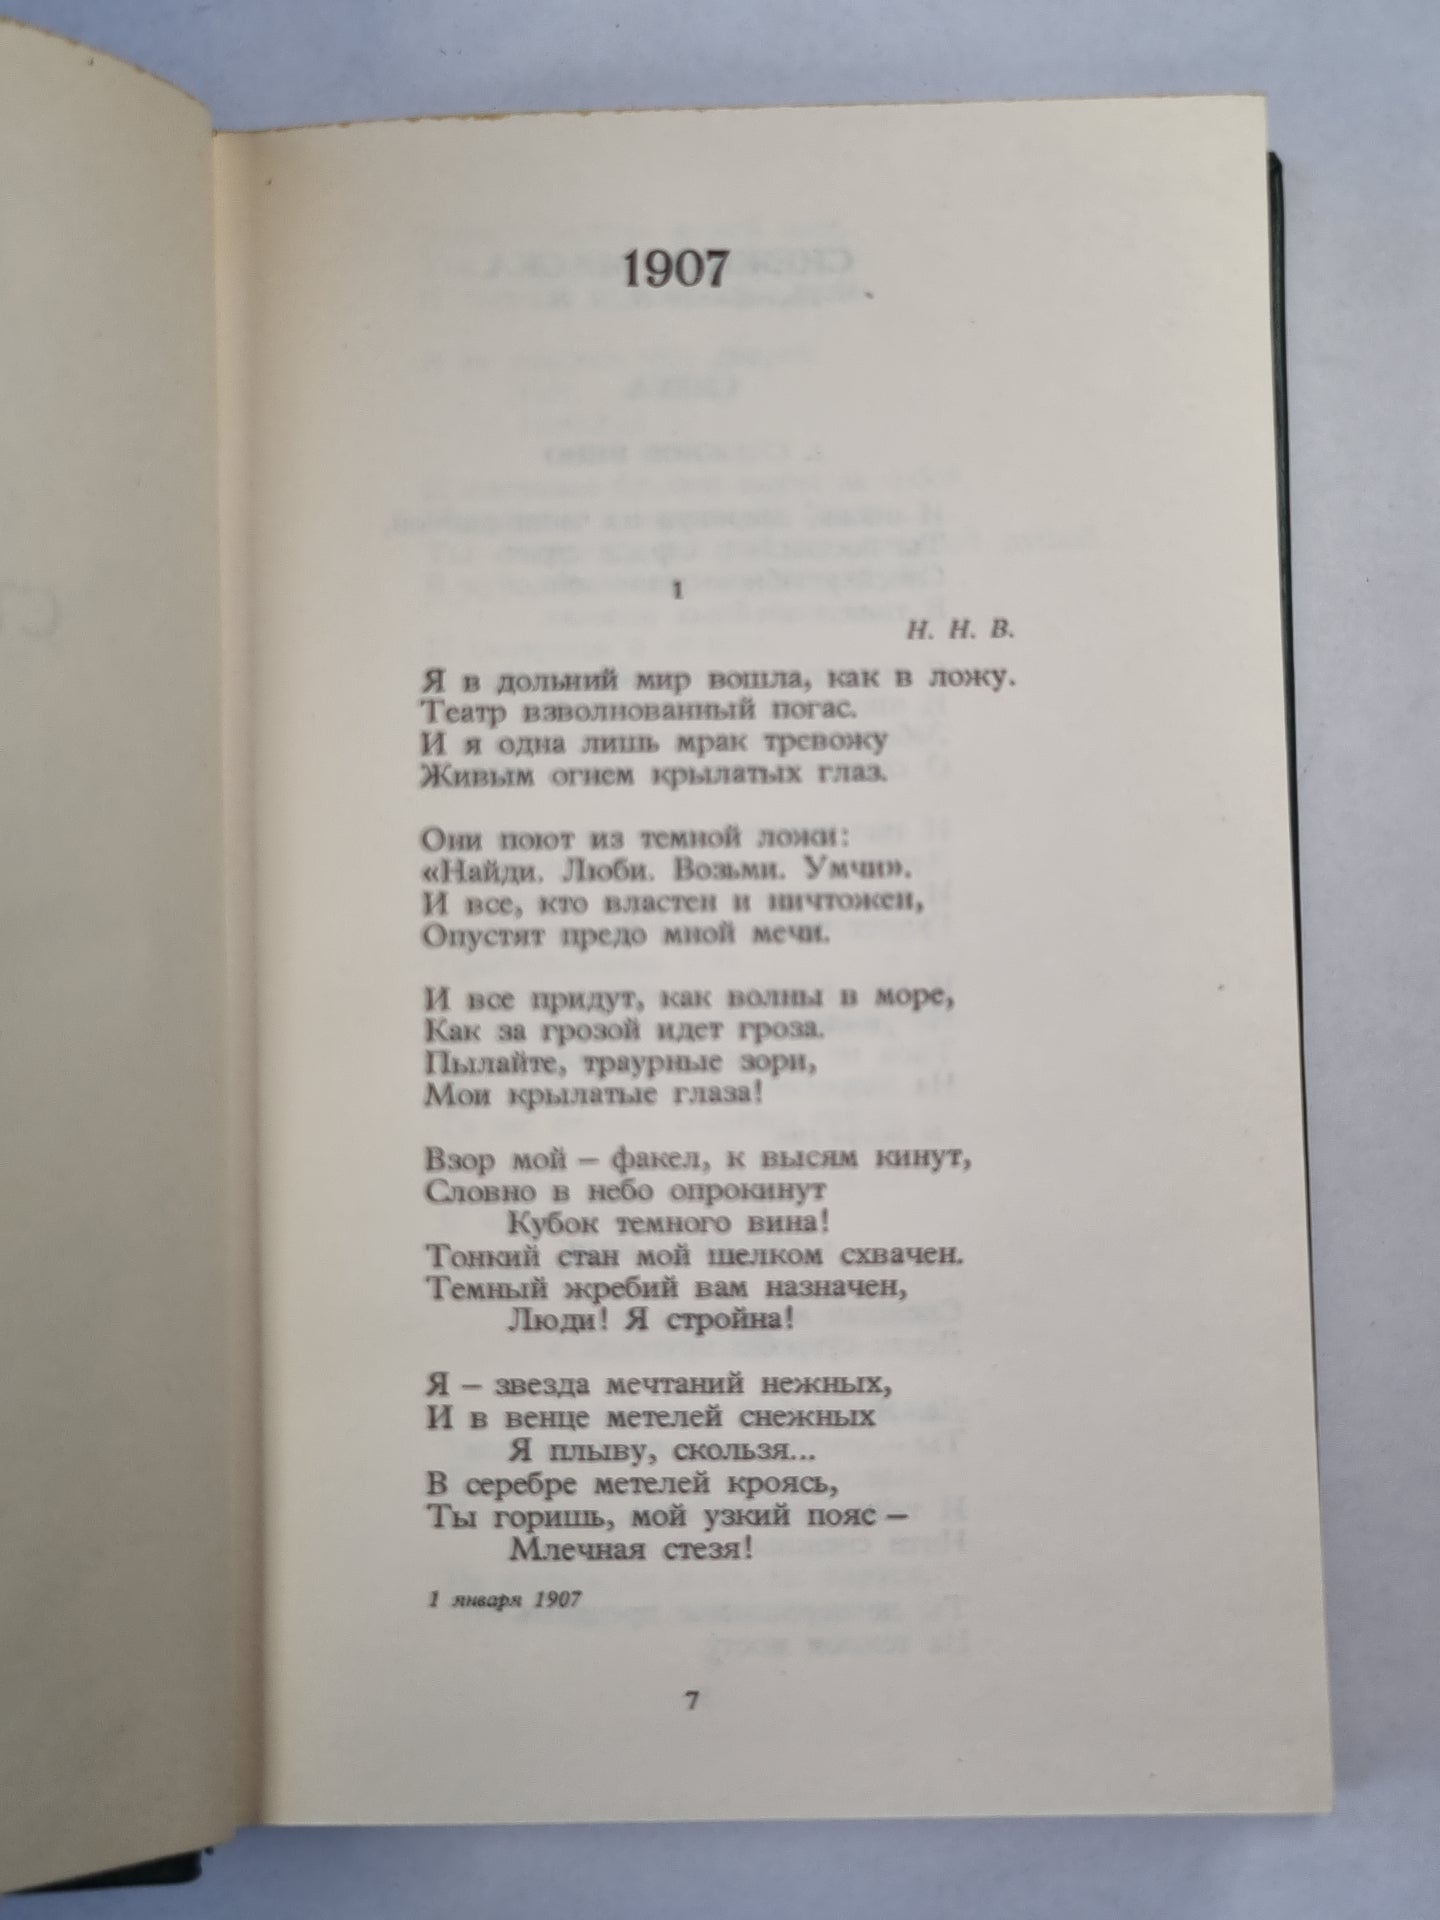 1907
1
Н. Н. В.
Я в дольний мир вошла, как в ложу.
Театр взволнованный погас.
И я одна лишь мрак тревожу
Живым огнем крылатых глаз.
Они поют из темной ложи:
«Найди. Люби. Возьми. Умчи».
И все, кто властен и ничтожен,
Опустят предо мной мечи.
И все придут, как волны в море,
Как за грозой идет гроза.
Пылайте, траурные зори,
Мои крылатые глаза!
Взор мой – факел, к высям кинут,
Словно в небо опрокинут
Кубок темного вина!
Тонкий стан мой шелком схвачен.
Темный жребий вам назначен,
Люди! Я стройна!
Я – звезда мечтаний нежных,
И в венце метелей снежных
Я плыву, скользя...
В серебре метелей кроясь,
Ты горишь, мой узкий пояс –
Млечная стезя!
1 января 1907
7